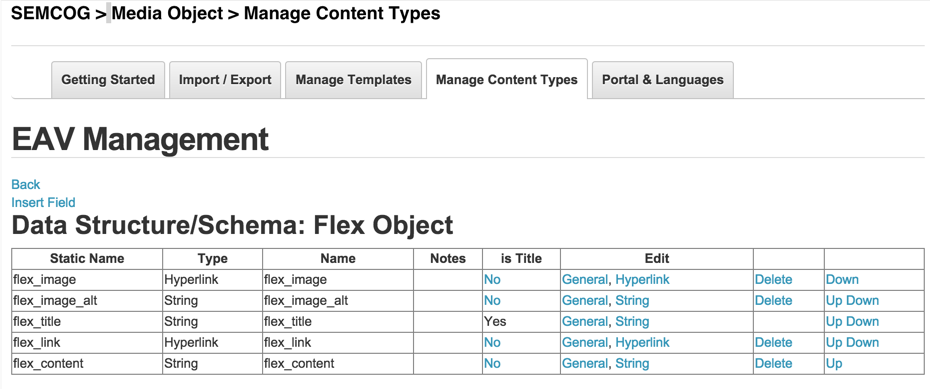 SEMCOG > Media Object > Manage Content Types
Getting Started Import / Export Manage Templates Manage Content Types Portal & Languages
EAV Management
Back
Insert Field
Data Structure/Schema: Flex Object
Static Name Type Name Notes is Title Edit
flex_image Hyperlink flex_image No General, Hyperlink Delete Down
flex_image_alt String flex_image_alt No General, String Delete Up Down
flex_title String flex_title Yes General, String Up Down
flex_link Hyperlink flex_link No General, Hyperlink Delete Up Down
flex_content String flex_content No General, String Delete Up